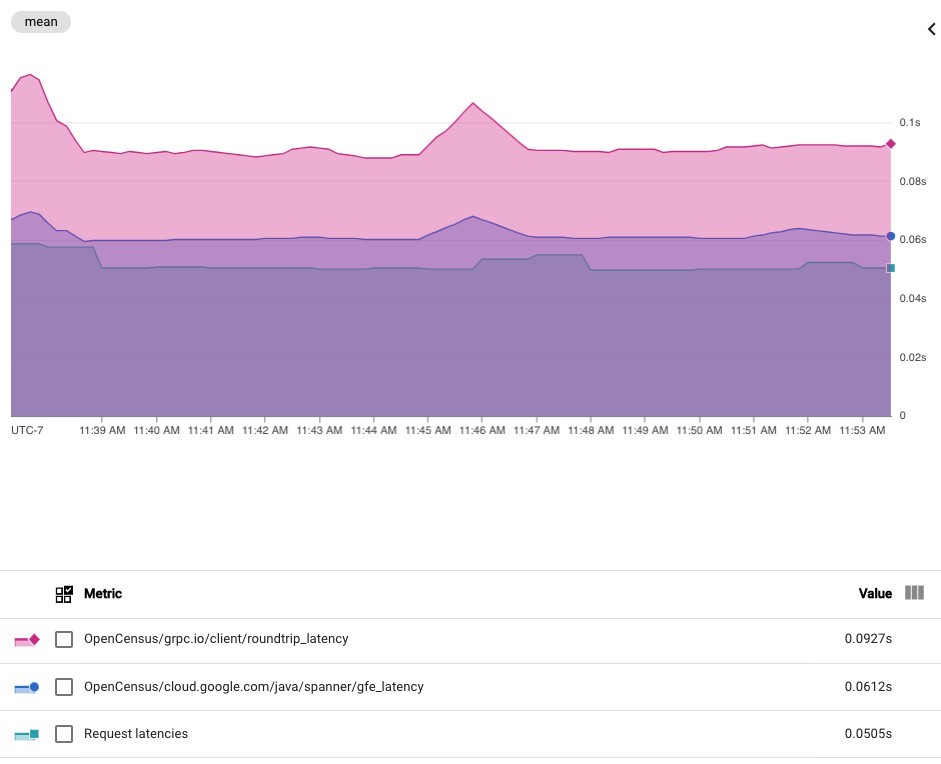 mean
0.1s
0.08s
0.06s
0.04s
0.02s
0
UTC-7 11:39 AM 11:40 AM 11:41 AM 11:42 AM 11:43 AM 11:44 AM 11:45 AM 11:46 AM 11:47 AM 11:48 AM 11:49 AM 11:50 AM 11:51 AM 11:52 AM 11:53 AM
Metric Value
OpenCensus/grpc.io/client/roundtrip_latency 0.0927s
OpenCensus/cloud.google.com/java/spanner/gfe_latency 0.0612s
Request latencies 0.0505s